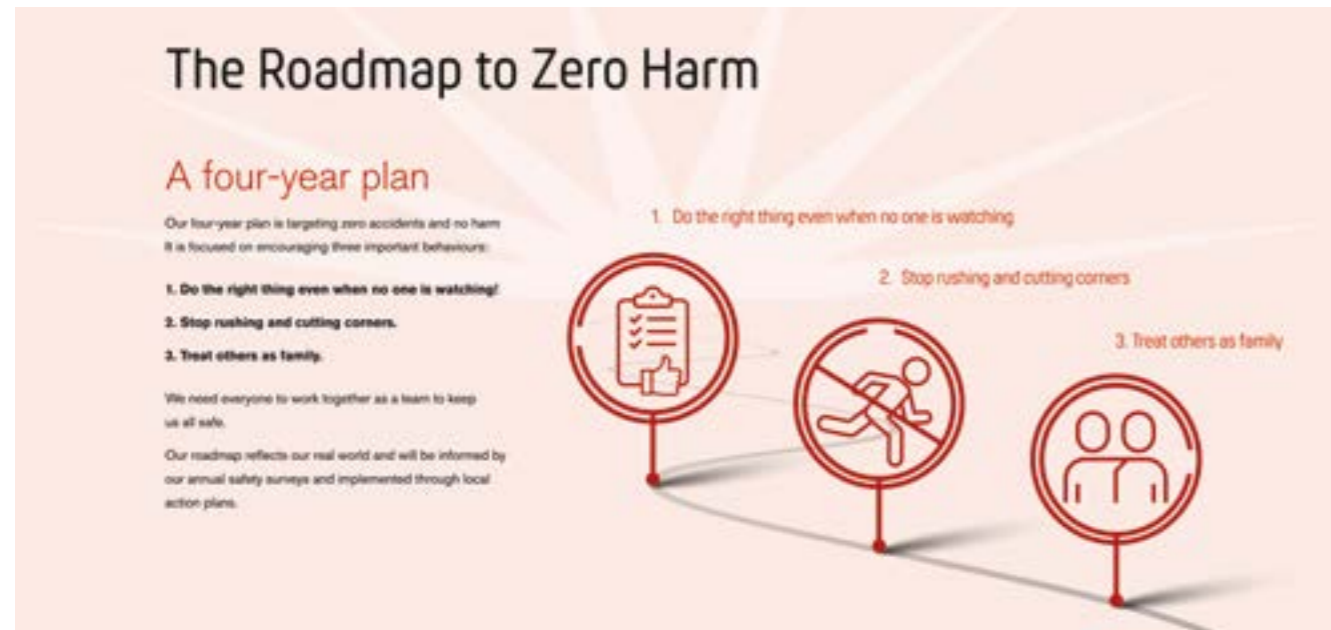 The Roadmap to Zero Harm
A four-year plan
Our four-year plan is targeting zero accidents and no harm
It is focused on encouraging three important behaviours:
1. Do the right thing even when no one is watching!
2. Stop rushing and cutting corners.
3. Treat others as family.
We need everyone to work together as a team to keep
us all safe.
Our roadmap reflects our real world and will be informed by
our annual safety surveys and implemented through local
action plans.
1. Do the right thing even when no one is watching
2. Stop rushing and cutting corners
3. Treat others as family